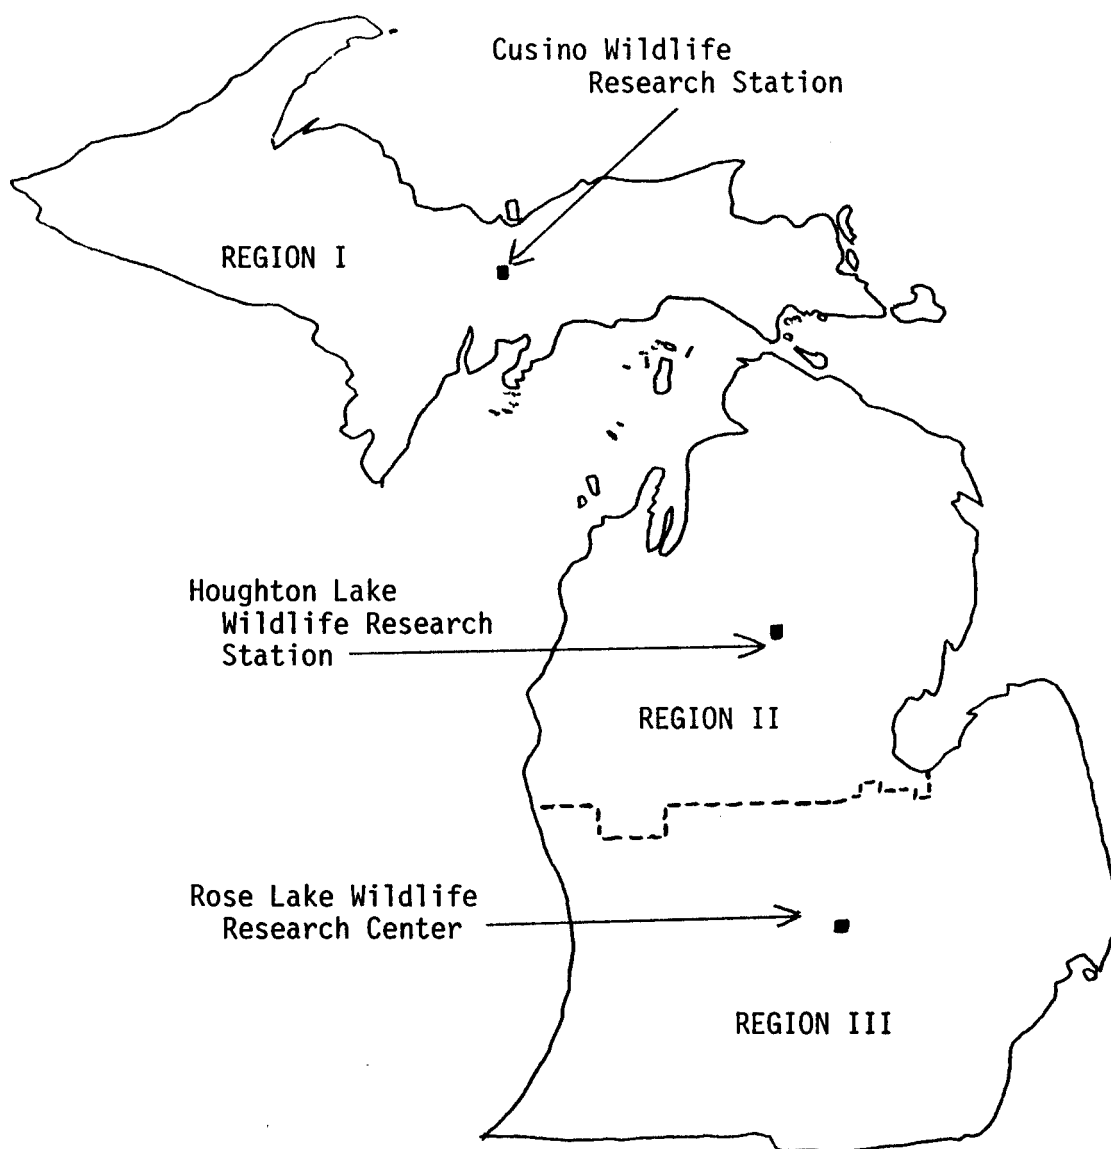 Cusino Wildlife
Research Station
REGION I
Houghton Lake
Wildlife Research
Station
REGION II
Rose Lake Wildlife
Research Center
REGION III